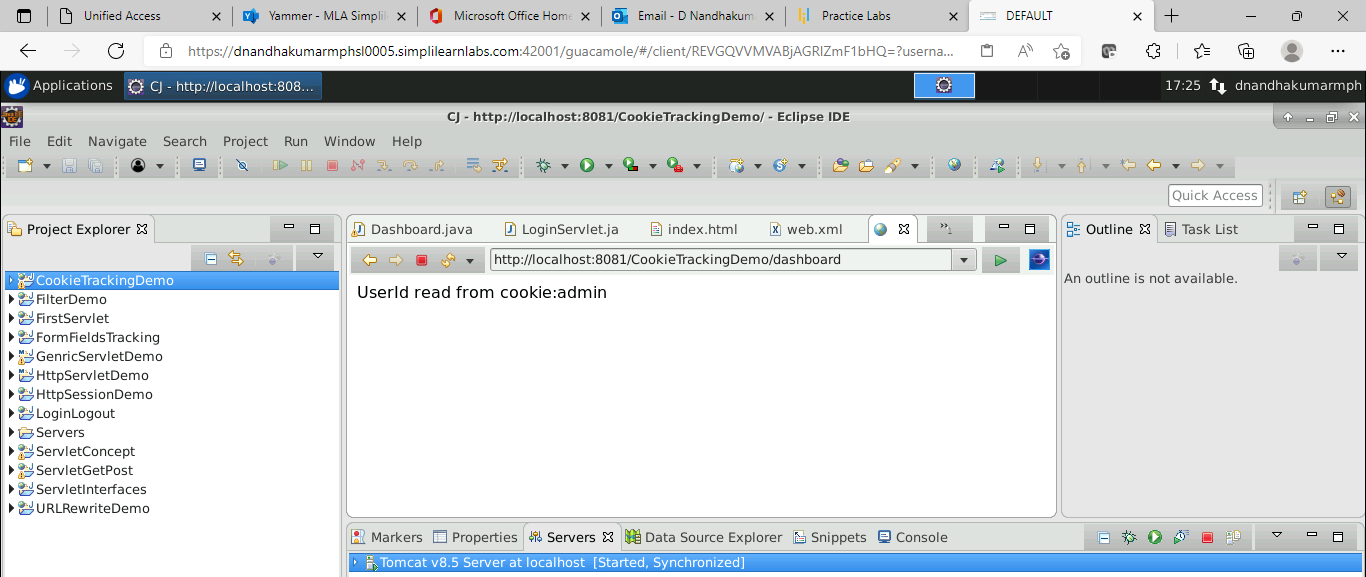 Unified Access
Yammer - MLA Simpli
Microsoft Office Home
Email - D Nandhakum
Practice Labs
DEFAULT
https://dnandhakumarmphsl0005.simplilearnlabs.com:42001/guacamole/#/client/REVGQVVMVABjAGRlZmF1bHQ=?userna...
Applications
CJ - http://localhost:808...
17:25
dnandhakumarmph
CJ - http://localhost:8081/CookieTrackingDemo/ - Eclipse IDE
File Edit Navigate Search Project Run Window Help
Quick Access
Project Explorer
CookieTrackingDemo
FilterDemo
FirstServlet
FormFieldsTracking
GenricServletDemo
HttpServletDemo
HttpSessionDemo
LoginLogout
Servers
ServletConcept
ServletGetPost
ServletInterfaces
URLRewriteDemo
Dashboard.java
LoginServlet.ja
index.html
web.xml
»1
http://localhost:8081/CookieTrackingDemo/dashboard
UserId read from cookie:admin
Outline
Task List
An outline is not available.
Markers
Properties
Servers
Data Source Explorer
Snippets
Console
Tomcat v8.5 Server at localhost [Started, Synchronized]